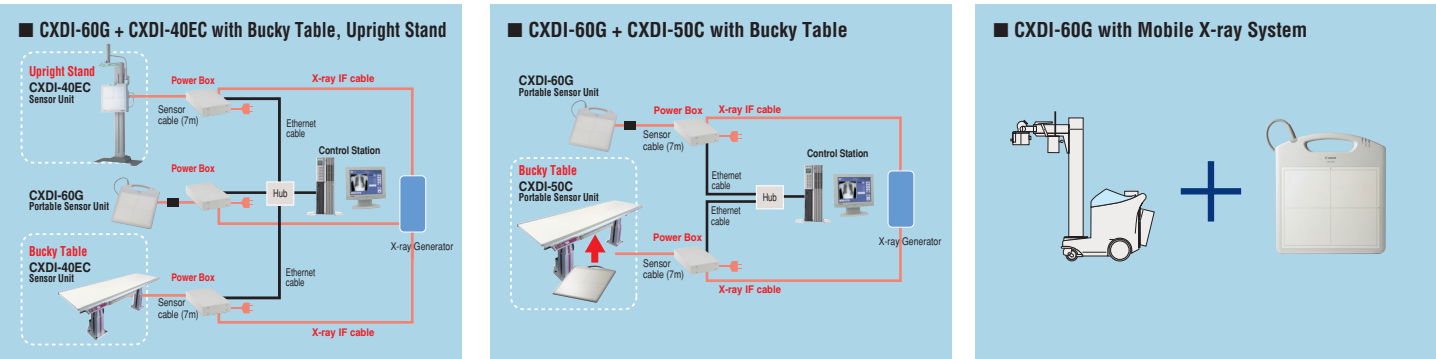 ■ CXDI-60G + CXDI-40EC with Bucky Table, Upright Stand
Upright Stand
CXDI-40EC
Sensor Unit
Power Box
X-ray IF cable
Sensor
cable (7m)
Ethernet
cable
Control Station
Power Box
CXDI-60G
Portable Sensor Unit
Hub
X-ray Generator
Bucky Table
CXDI-40EC
Sensor Unit
Power Box
Ethernet
cable
Sensor
cable (7m)
X-ray IF cable
■ CXDI-60G + CXDI-50C with Bucky Table
CXDI-60G
Portable Sensor Unit
Power Box
X-ray IF cable
Sensor
cable (7m)
Control Station
Bucky Table
CXDI-50C
Portable Sensor Unit
Ethernet
cable
Hub
Ethernet
cable
Power Box
X-ray Generator
Sensor
cable (7m)
X-ray IF cable
■ CXDI-60G with Mobile X-ray System
Canon